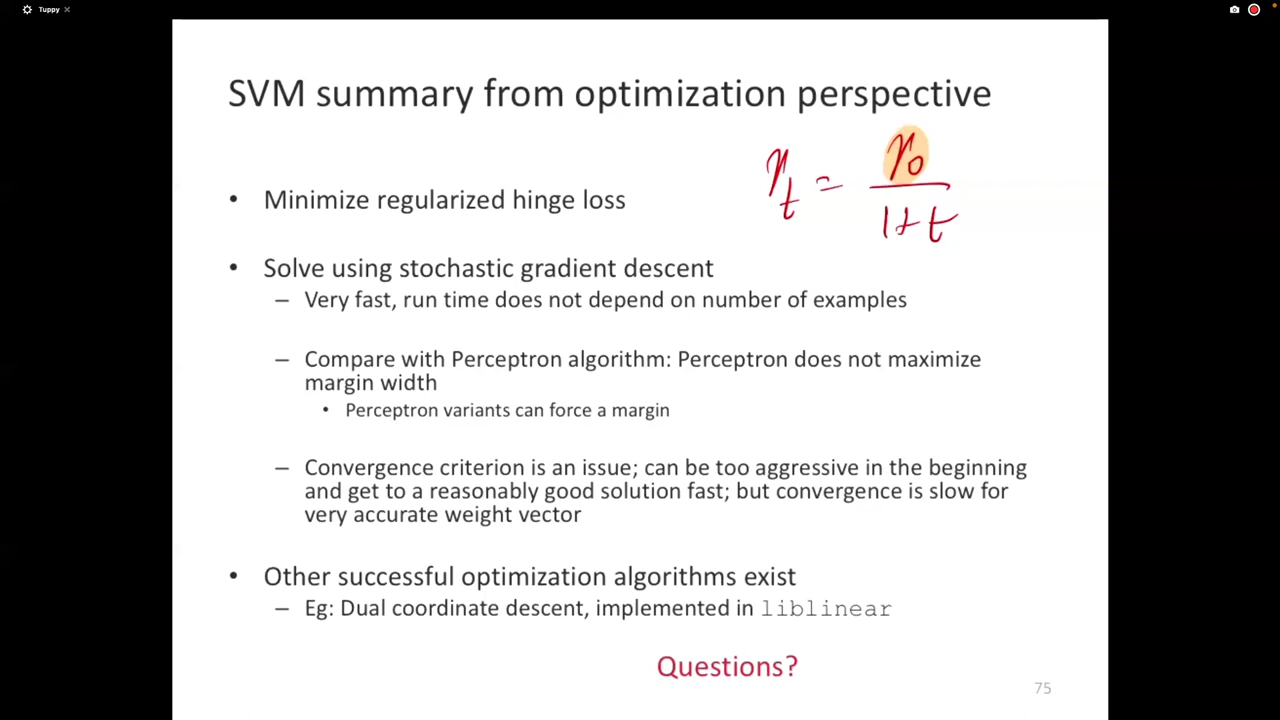 Tuppy
SVM summary from optimization perspective
γt = γ0 / 1+t
• Minimize regularized hinge loss
• Solve using stochastic gradient descent
– Very fast, run time does not depend on number of examples
– Compare with Perceptron algorithm: Perceptron does not maximize
margin width
• Perceptron variants can force a margin
– Convergence criterion is an issue; can be too aggressive in the beginning
and get to a reasonably good solution fast; but convergence is slow for
very accurate weight vector
• Other successful optimization algorithms exist
– Eg: Dual coordinate descent, implemented in liblinear
Questions?
75